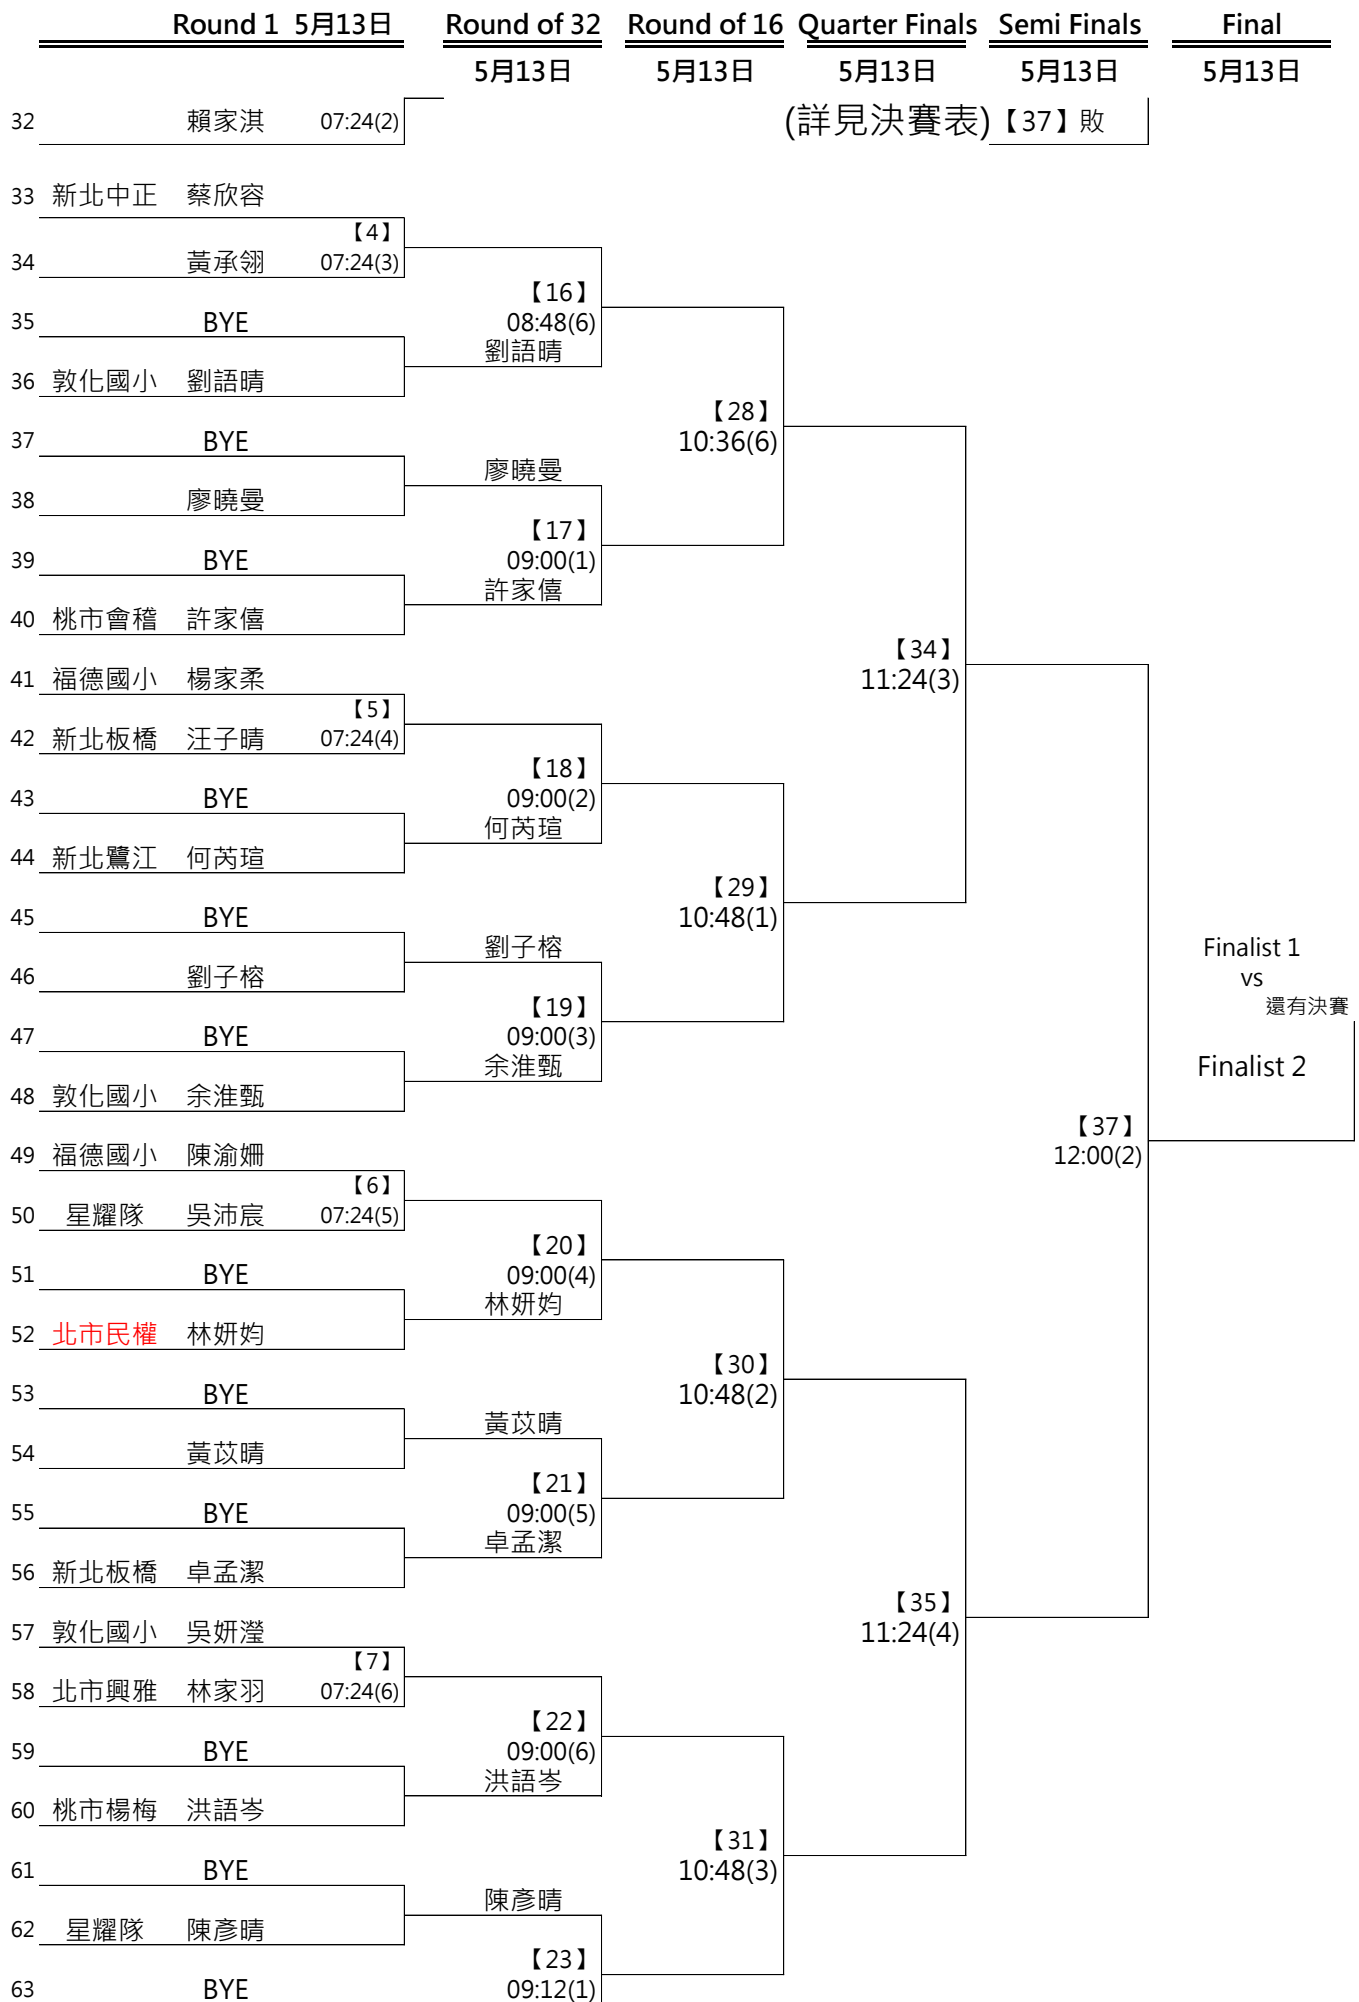 Round 1 5月13日 Round of 32 Round of 16 Quarter Finals Semi Finals Final
5月13日 5月13日 5月13日 5月13日 5月13日
32 賴家淇 07:24(2) (詳見決賽表) 【37】敗
33 新北中正 蔡欣容
【4】
34 黃承翎 07:24(3)
【16】
35 BYE 08:48(6)
劉語晴
36 敦化國小 劉語晴
【28】
37 BYE 10:36(6)
廖曉曼
38 廖曉曼
【17】
39 BYE 09:00(1)
許家僖
40 桃市會稽 許家僖
【34】
41 福德國小 楊家柔 11:24(3)
【5】
42 新北板橋 汪子晴 07:24(4)
【18】
43 BYE 09:00(2)
何芮瑄
44 新北鷺江 何芮瑄
【29】
45 BYE 10:48(1)
劉子榕 Finalist 1
46 劉子榕 vs
【19】 還有決賽
47 BYE 09:00(3)
余淮甄 Finalist 2
48 敦化國小 余淮甄
【37】
49 福德國小 陳渝姍 12:00(2)
【6】
50 星耀隊 吳沛宸 07:24(5)
【20】
51 BYE 09:00(4)
林妍妁
52 北市民權 林妍妁
【30】
53 BYE 10:48(2)
黃苡晴
54 黃苡晴
【21】
55 BYE 09:00(5)
卓孟潔
56 新北板橋 卓孟潔
【35】
57 敦化國小 吳妍瀅 11:24(4)
【7】
58 北市興雅 林家羽 07:24(6)
【22】
59 BYE 09:00(6)
洪語岑
60 桃市楊梅 洪語岑
【31】
61 BYE 10:48(3)
陳彥晴
62 星耀隊 陳彥晴
【23】
63 BYE 09:12(1)